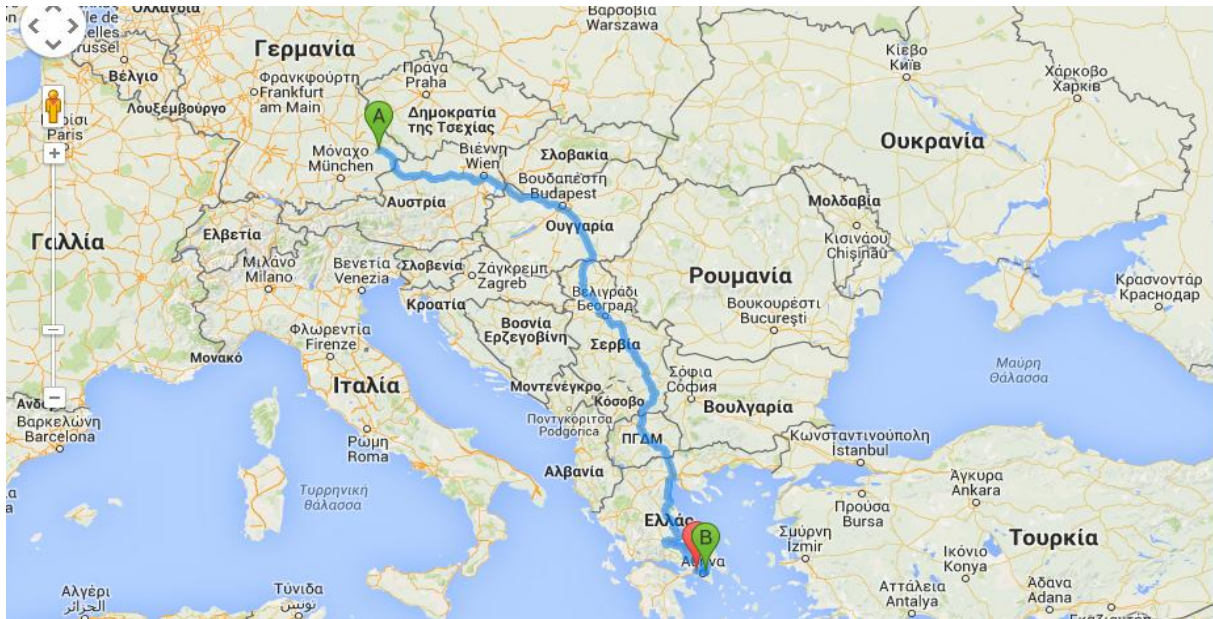 Ολλανδία
Βαρσοβία
Warszawa
Βέλγιο
Γερμανία
Φρανκφούρτη
Frankfurt
am Main
Λουξεμβούργο
Πράγα
Praha
Δημοκρατία
της Τσεχίας
Κίεβο
Київ
Χάρκοβο
Харків
Ουκρανία
Paris
A
Μόναχο
München
Βιέννη
Wien
Σλοβακία
Βουδαπέστη
Budapest
Αυστρία
Ουγγαρία
Μολδαβία
Κισινάου
Chișinău
Γαλλία
Ελβετία
Μιλάνο
Milano
Βενετία
Venezia
Σλοβενία
Ζάγκρεμπ
Zagreb
Κροατία
Ρουμανία
Βουκουρέστι
București
Κρασνοντάρ
Краснодар
Βελιγράδι
Београд
Βοσνία
Ερζεγοβίνη
Σερβία
Μονακό
Φλωρεντία
Firenze
Ιταλία
Μαύρη
Θάλασσα
Σόφια
София
Βουλγαρία
Μοντενέγκρο
Κόσοβο
Ποντγκόριτσα
Podgorica
ΠΓΔΜ
Βαρκελώνη
Barcelona
Ρώμη
Roma
Κωνσταντινούπολη
İstanbul
Αλβανία
Τυρρηνική
θάλασσα
Άγκυρα
Ankara
Προύσα
Bursa
Ελλάς
B
Σμύρνη
İzmir
Τουρκία
Ικόνιο
Konya
Αττάλεια
Antalya
Άδανα
Adana
Αλγέρι
الجزائر
Τύνιδα
تونس